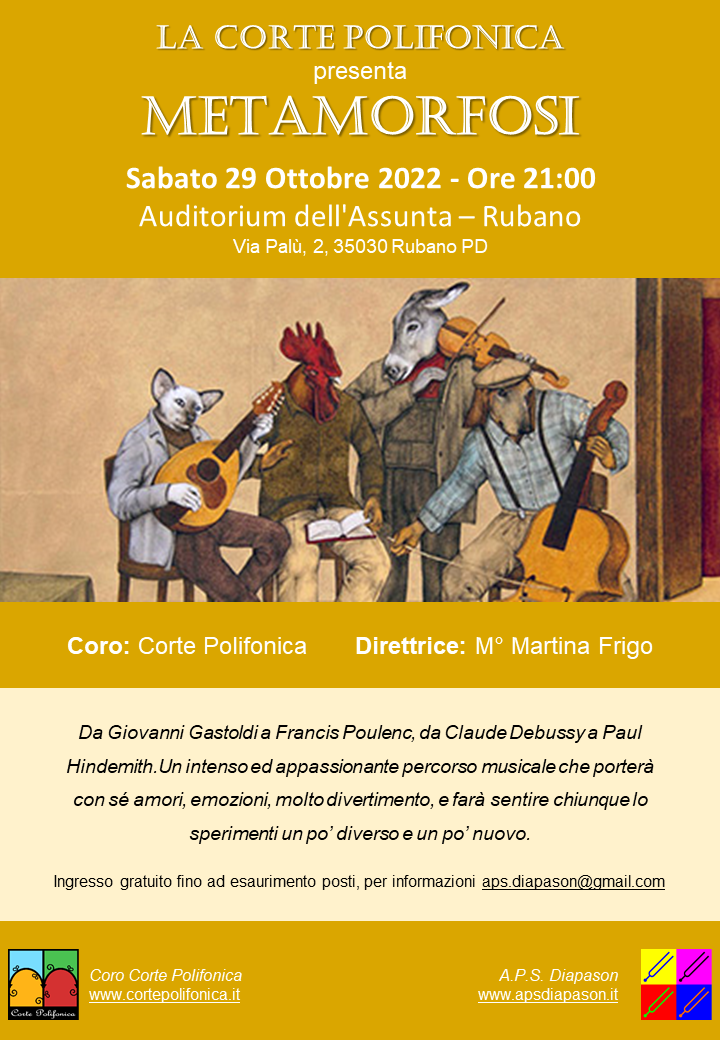 LA CORTE POLIFONICA
presenta
METAMORFOSI
Sabato 29 Ottobre 2022 - Ore 21:00
Auditorium dell'Assunta – Rubano
Via Palù, 2, 35030 Rubano PD
Coro: Corte Polifonica Direttrice: M° Martina Frigo
Da Giovanni Gastoldi a Francis Poulenc, da Claude Debussy a Paul
Hindemith.Un intenso ed appassionante percorso musicale che porterà
con sé amori, emozioni, molto divertimento, e farà sentire chiunque lo
sperimenti un po’ diverso e un po’ nuovo.
Ingresso gratuito fino ad esaurimento posti, per informazioni aps.diapason@gmail.com
Coro Corte Polifonica
www.cortepolifonica.it
Corte Polifonica
A.P.S. Diapason
www.apsdiapason.it